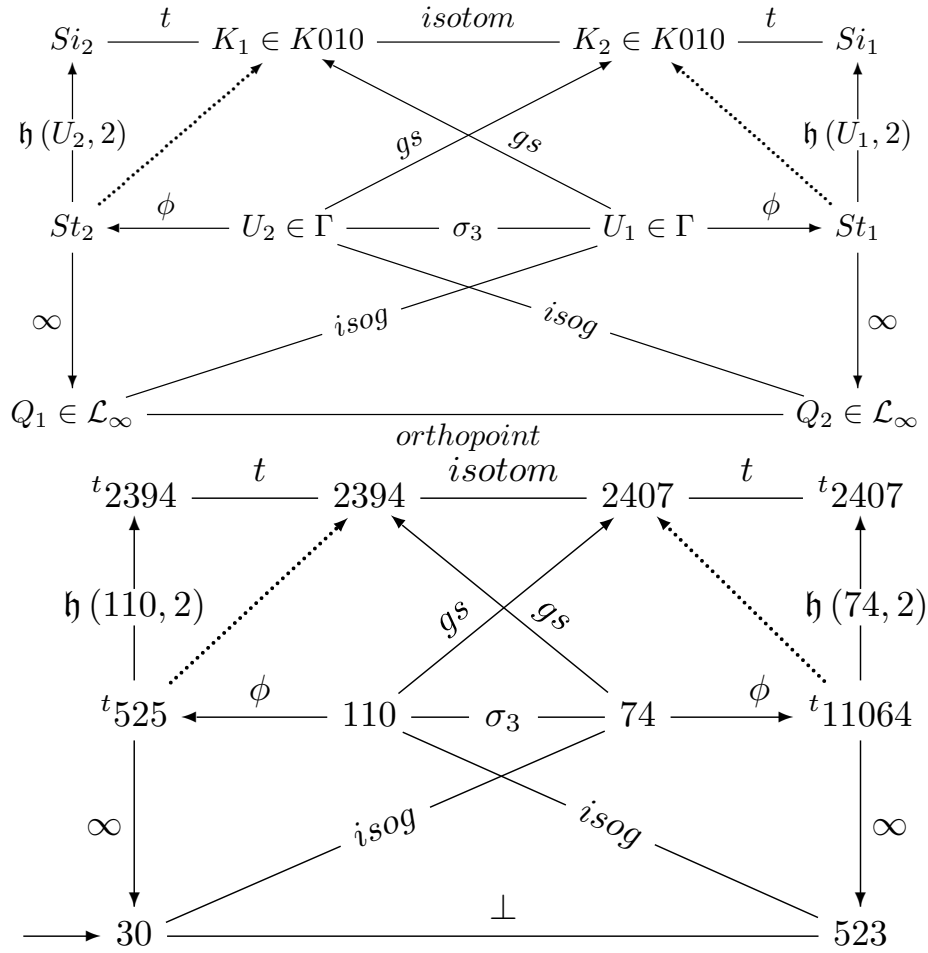 t isotom t
Si₂ K₁ ∈ K010 K₂ ∈ K010 Si₁
𝔥 (U₂, 2) gs gs 𝔥 (U₁, 2)
ϕ ϕ
St₂ U₂ ∈ Γ σ₃ U₁ ∈ Γ St₁
∞ isog isog ∞
Q₁ ∈ 𝓛∞ Q₂ ∈ 𝓛∞
orthopoint
t isotom t
ᵗ2394 2394 2407 ᵗ2407
𝔥 (110, 2) gs gs 𝔥 (74, 2)
ϕ ϕ
ᵗ525 110 σ₃ 74 ᵗ11064
∞ isog isog ∞
⊥
30 523